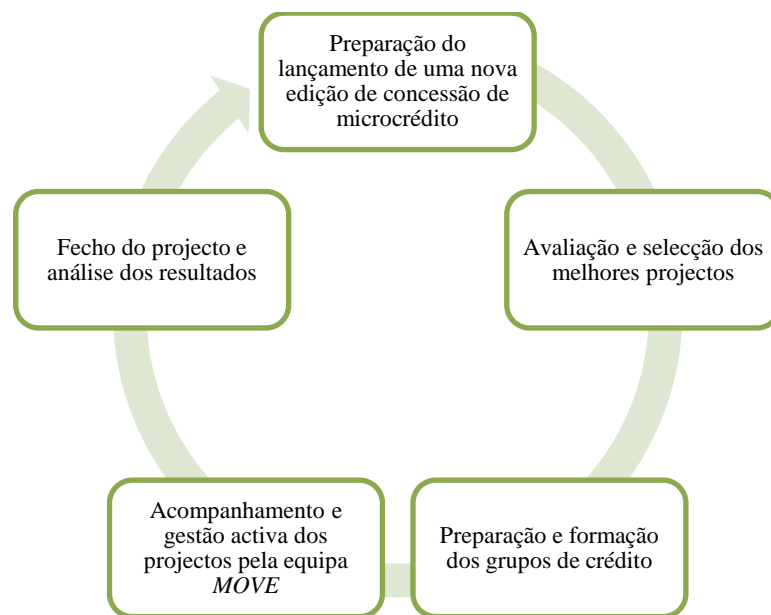 Preparação do
lançamento de uma nova
edição de concessão de
microcrédito
Avaliação e selecção dos
melhores projectos
Preparação e formação
dos grupos de crédito
Acompanhamento e
gestão activa dos
projectos pela equipa
MOVE
Fecho do projecto e
análise dos resultados